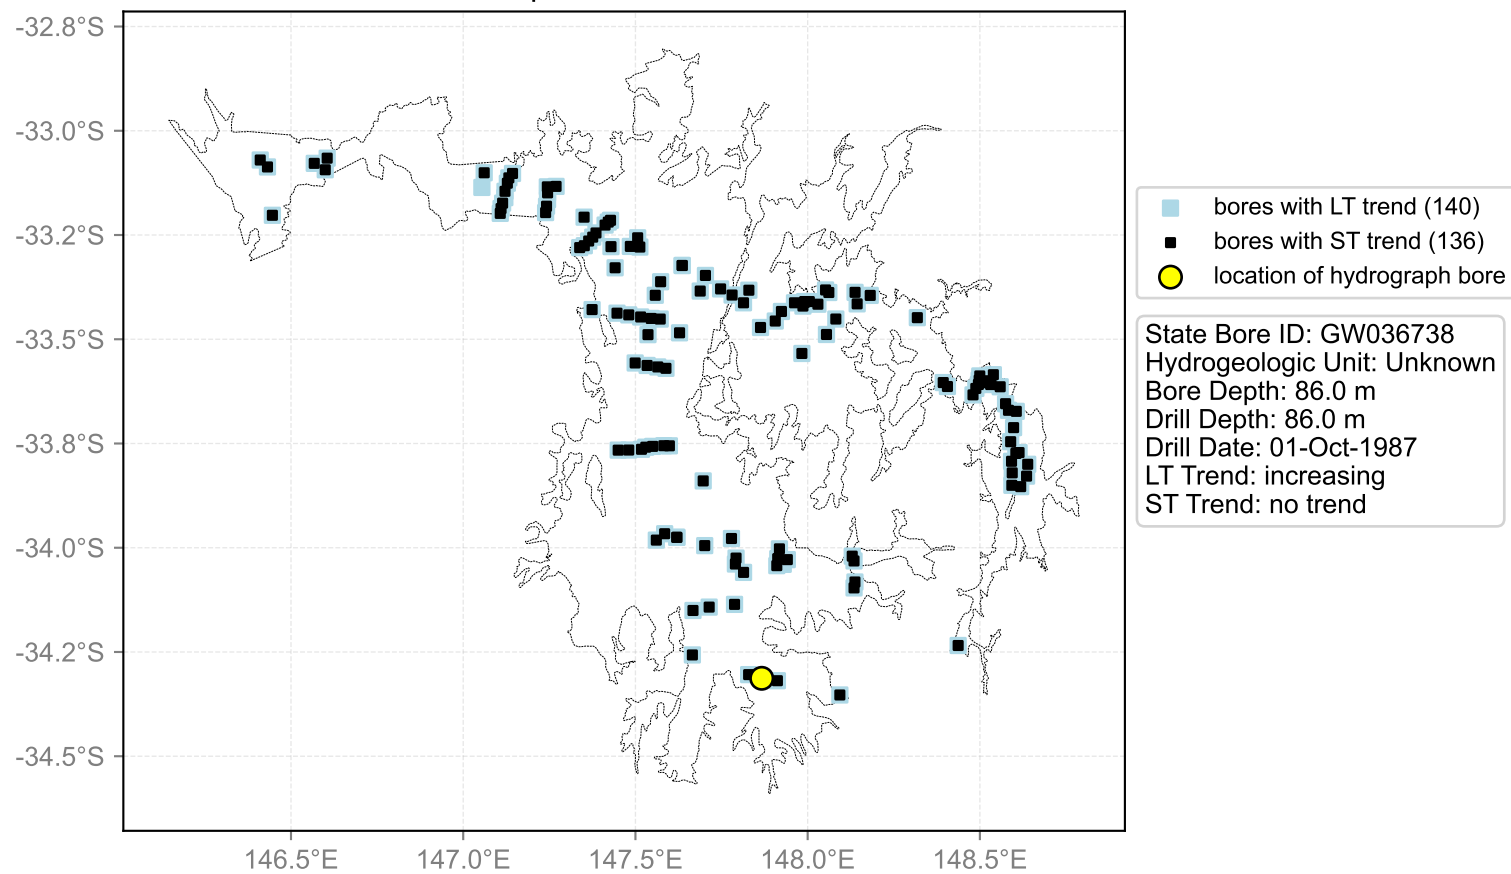 -32.8°S
-33.0°S
-33.2°S
-33.5°S
-33.8°S
-34.0°S
-34.2°S
-34.5°S
146.5°E
147.0°E
147.5°E
148.0°E
148.5°E
bores with LT trend (140)
bores with ST trend (136)
location of hydrograph bore
State Bore ID: GW036738
Hydrogeologic Unit: Unknown
Bore Depth: 86.0 m
Drill Depth: 86.0 m
Drill Date: 01-Oct-1987
LT Trend: increasing
ST Trend: no trend